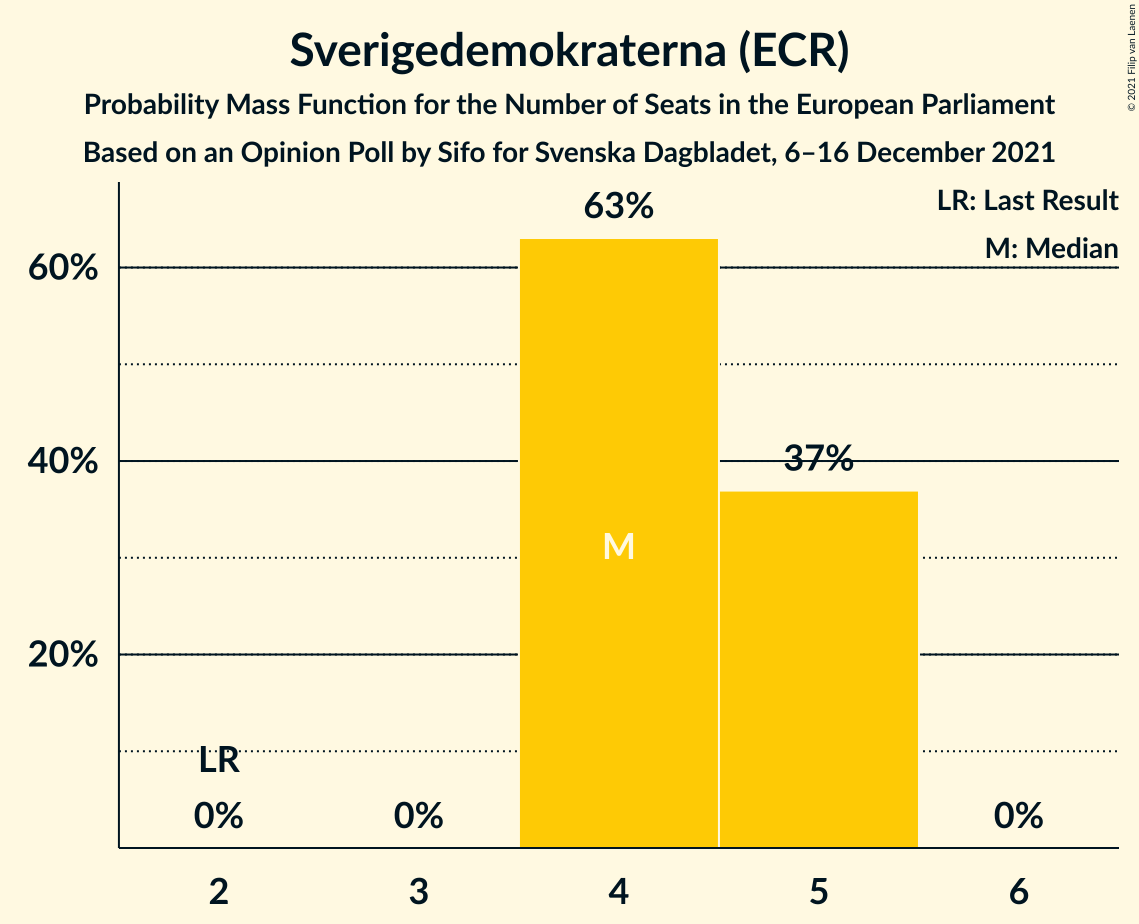 Sverigedemokraterna (ECR)
Probability Mass Function for the Number of Seats in the European Parliament
Based on an Opinion Poll by Sifo for Svenska Dagbladet, 6–16 December 2021
© 2021 Filip van Laenen
LR: Last Result
M: Median
63%
60%
40%
37%
M
20%
LR
0%
0%
0%
2
3
4
5
6